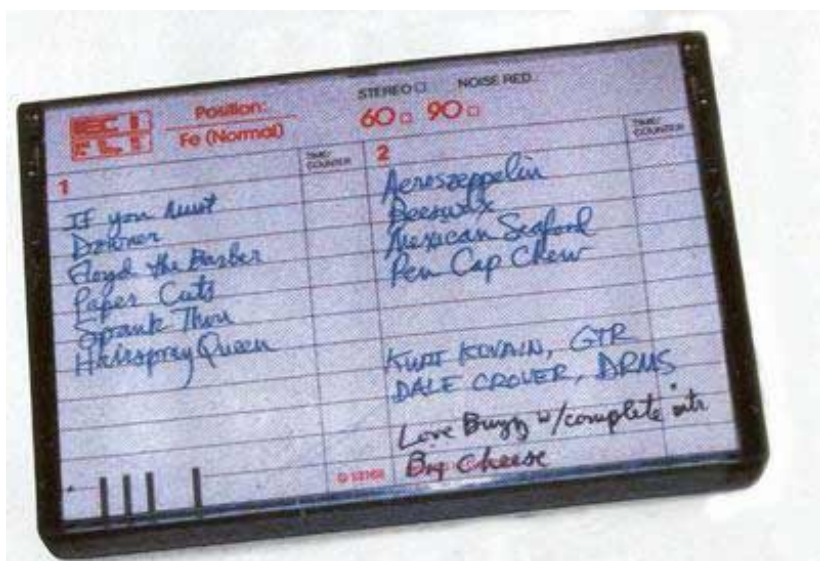 Position:
Fe (Normal)
STEREO NOISE RED.
60 90
1
TIME/
COUNTER
If you Must
Downer
Floyd the Barber
Paper Cuts
Spank Thru
Hairspray Queen
2
TIME/
COUNTER
Aeroszeppelin
Beeswax
Mexican Seafood
Pen Cap Chew
KURT KOVAIN, GTR
DALE CROVER, DRMS
Love Buzz w/complete intr
Big Cheese